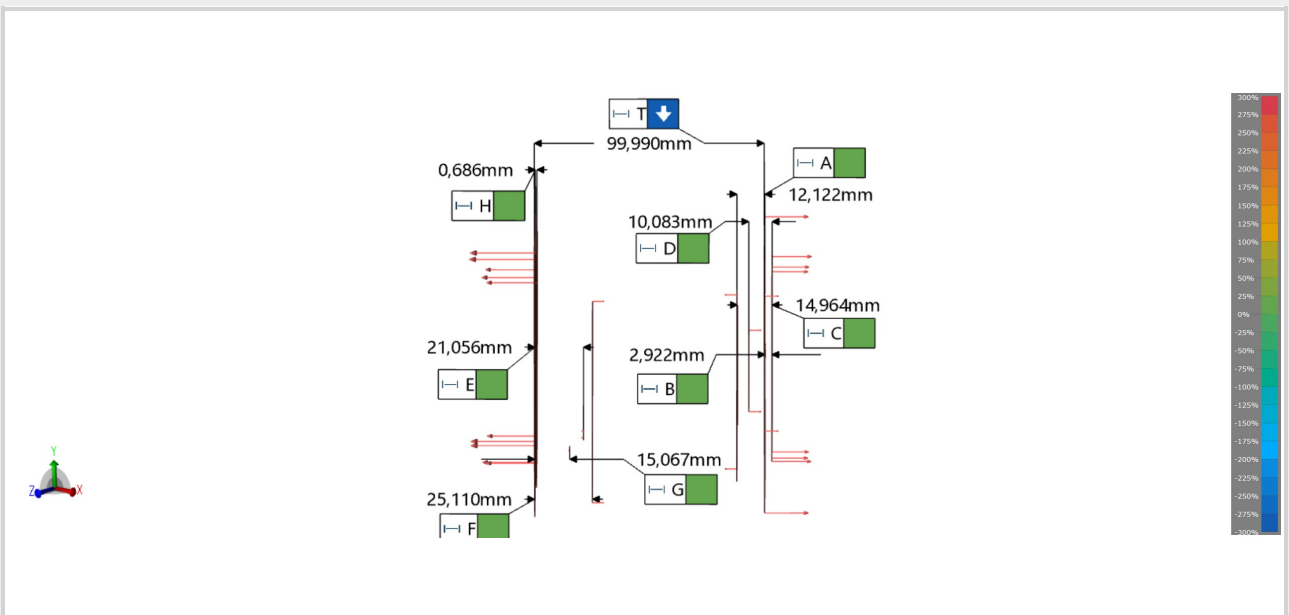 T
99,990mm
A
0,686mm
12,122mm
H
10,083mm
D
14,964mm
C
21,056mm
2,922mm
E
B
15,067mm
G
25,110mm
F
Y
Z
X
300%
275%
250%
225%
200%
175%
150%
125%
100%
75%
50%
25%
0%
-25%
-50%
-75%
-100%
-125%
-150%
-175%
-200%
-225%
-250%
-275%
-300%